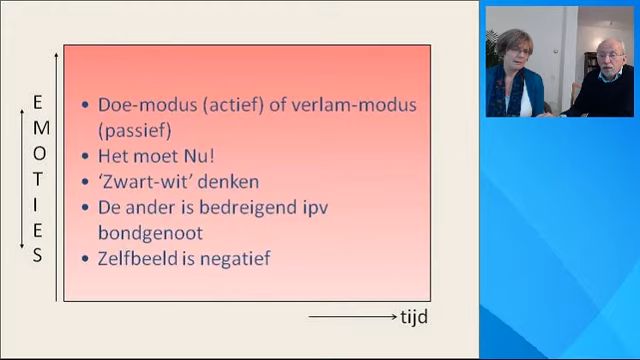 EMOTIES
• Doe-modus (actief) of verlam-modus
(passief)
• Het moet Nu!
• ‘Zwart-wit’ denken
• De ander is bedreigend ipv
bondgenoot
• Zelfbeeld is negatief
tijd